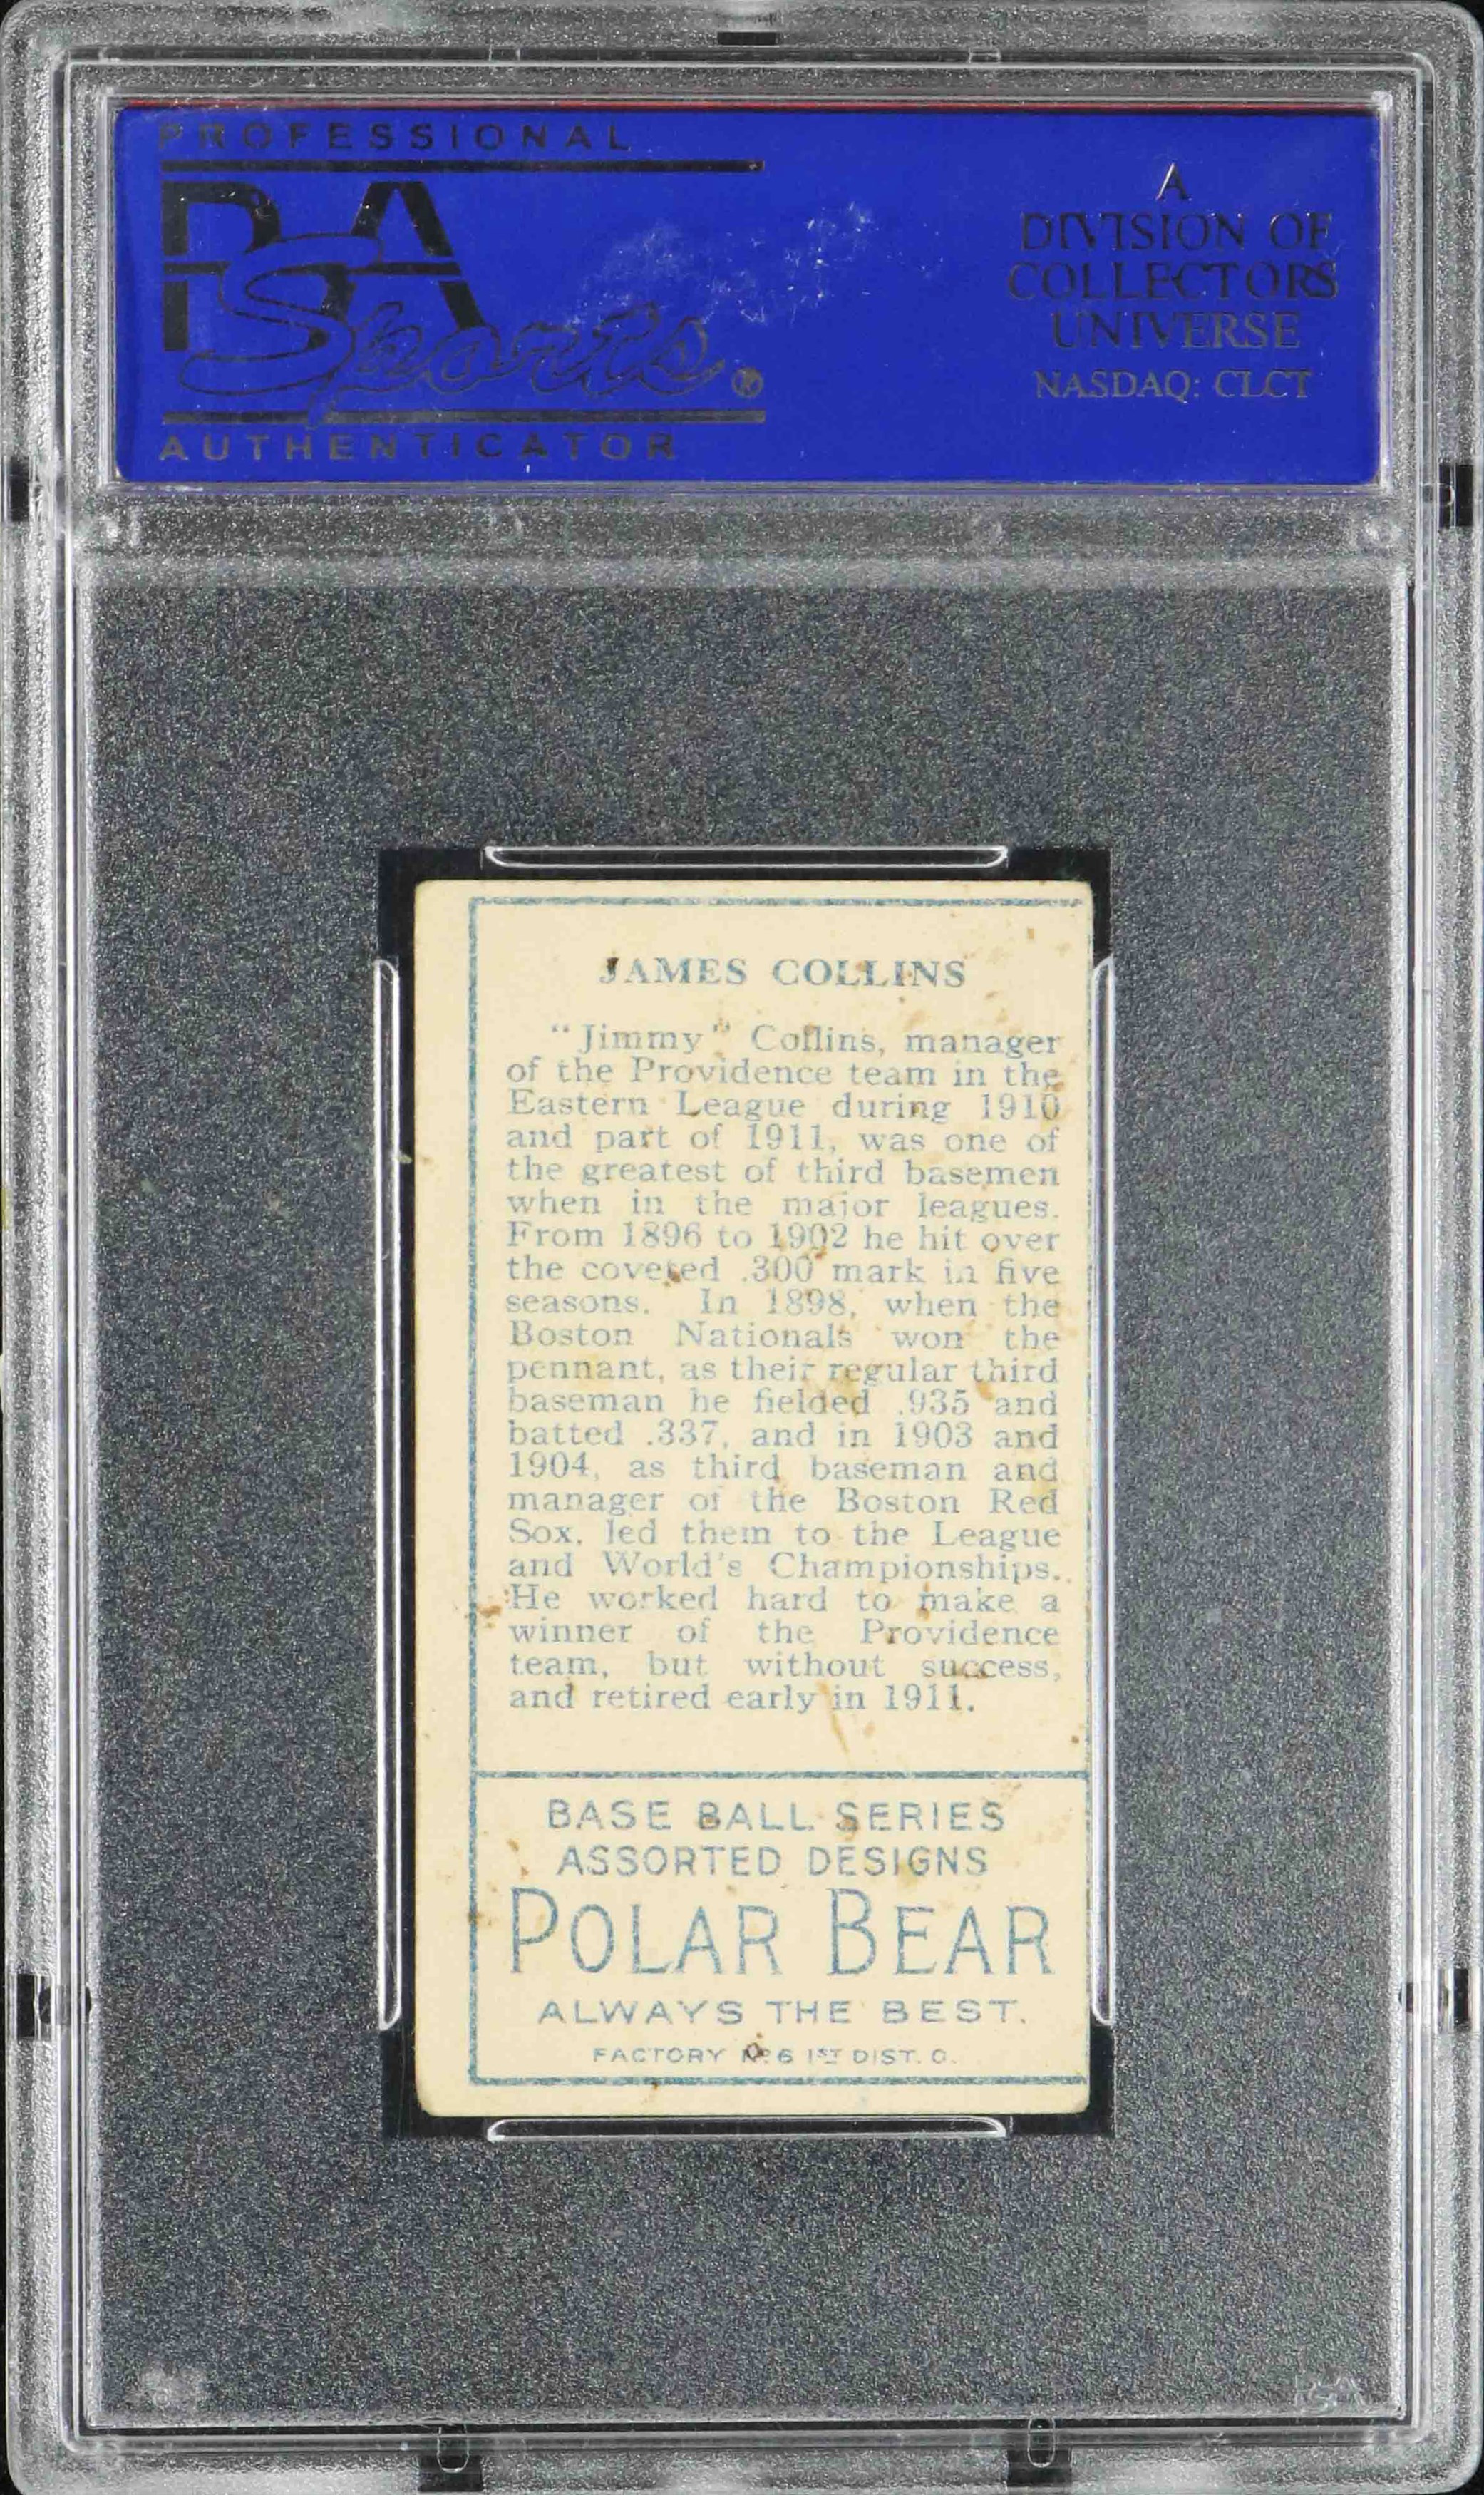 PROFESSIONAL
PSA
Sports®
AUTHENTICATOR
A
DIVISION OF
COLLECTORS
UNIVERSE
NASDAQ: CLCT
JAMES COLLINS
"Jimmy" Collins, manager
of the Providence team in the
Eastern League during 1910
and part of 1911, was one of
the greatest of third basemen
when in the major leagues.
From 1896 to 1902 he hit over
the coveted .300 mark in five
seasons. In 1898, when the
Boston Nationals won the
pennant, as their regular third
baseman he fielded .935 and
batted .337, and in 1903 and
1904, as third baseman and
manager of the Boston Red
Sox, led them to the League
and World's Championships.
He worked hard to make a
winner of the Providence
team, but without success,
and retired early in 1911.
BASE BALL SERIES
ASSORTED DESIGNS
POLAR BEAR
ALWAYS THE BEST.
FACTORY Nº 6 1ST DIST. O.
PSA